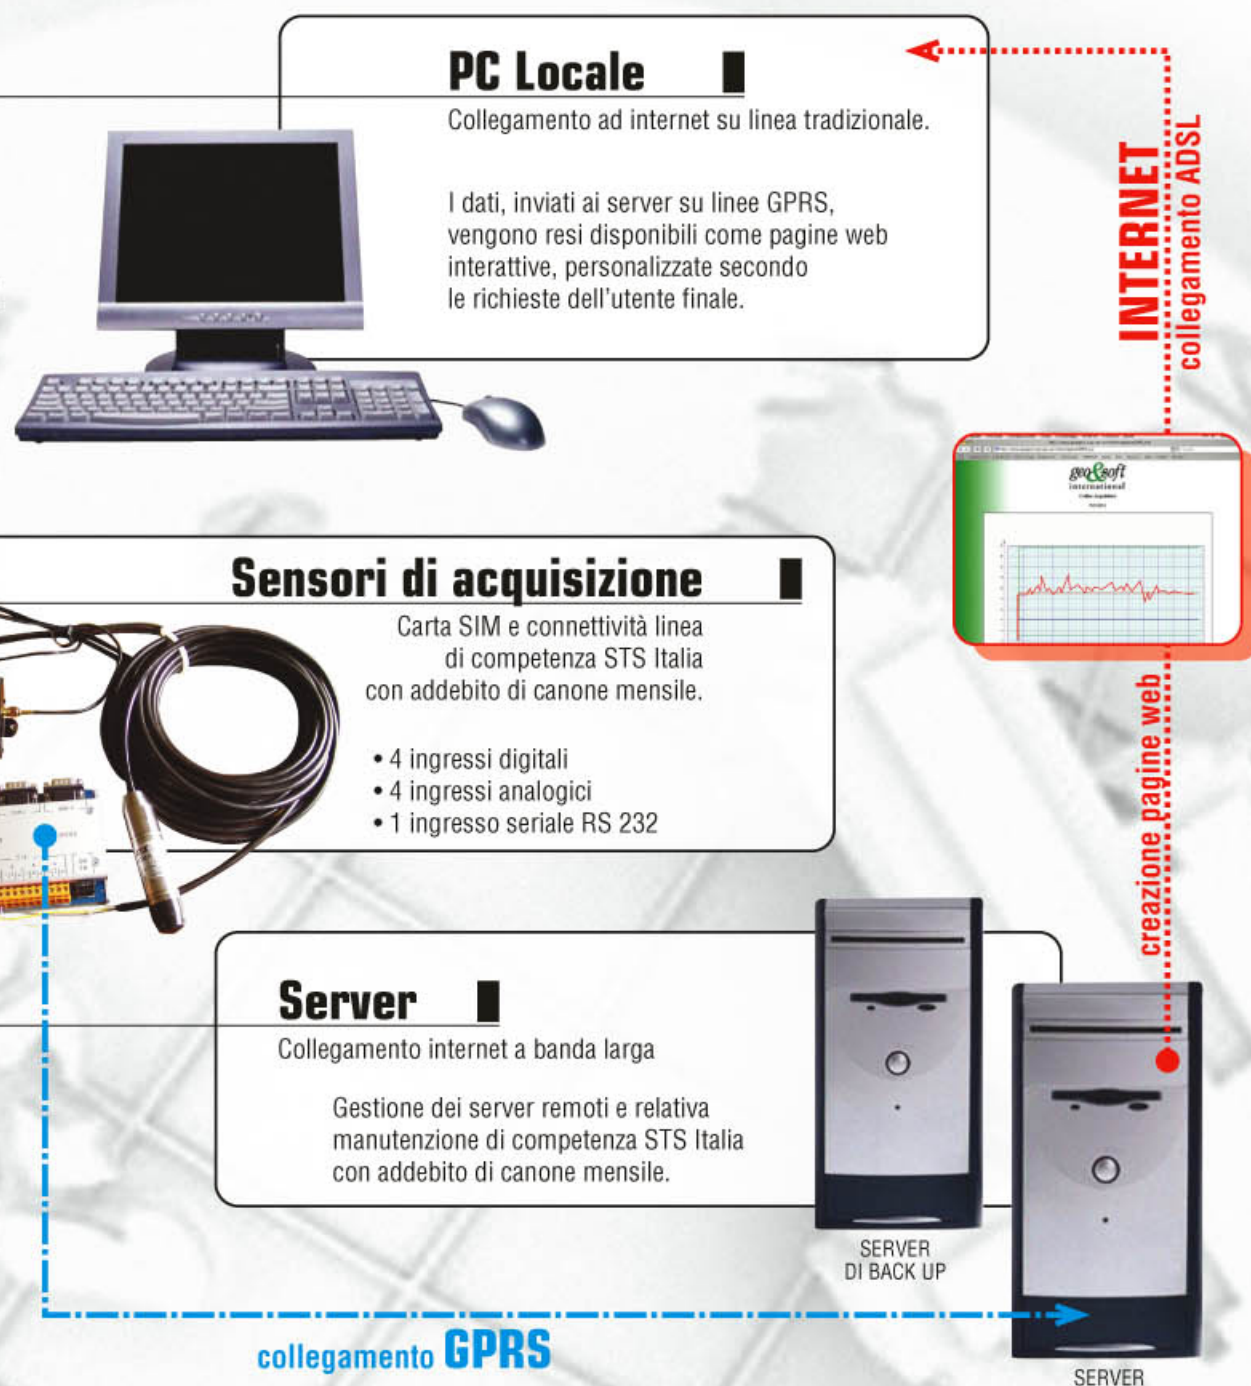 PC Locale
Collegamento ad internet su linea tradizionale.
I dati, inviati ai server su linee GPRS,
vengono resi disponibili come pagine web
interattive, personalizzate secondo
le richieste dell'utente finale.
INTERNET
collegamento ADSL
geo&soft
international
Sensori di acquisizione
Carta SIM e connettività linea
di competenza STS Italia
con addebito di canone mensile.
• 4 ingressi digitali
• 4 ingressi analogici
• 1 ingresso seriale RS 232
creazione pagine web
Server
Collegamento internet a banda larga
Gestione dei server remoti e relativa
manutenzione di competenza STS Italia
con addebito di canone mensile.
SERVER
DI BACK UP
collegamento GPRS
SERVER